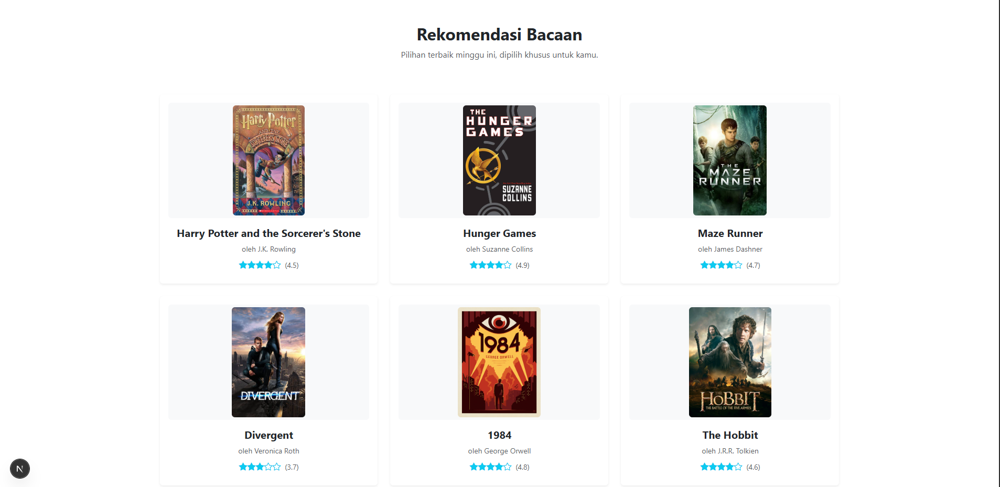 Rekomendasi Bacaan
Pilihan terbaik minggu ini, dipilih khusus untuk kamu.
Harry Potter
AND THE
SORCERER'S STONE
J.K. ROWLING
SCHOLASTIC
THE
HUNGER
GAMES
SUZANNE
COLLINS
THE
MAZE
RUNNER
Harry Potter and the Sorcerer's Stone
oleh J.K. Rowling
(4.5)
Hunger Games
oleh Suzanne Collins
(4.9)
Maze Runner
oleh James Dashner
(4.7)
DIVERGENT
1984
GEORGE ORWELL
THE
HOBBIT
THE BATTLE OF THE FIVE ARMIES
Divergent
oleh Veronica Roth
(3.7)
1984
oleh George Orwell
(4.8)
The Hobbit
oleh J.R.R. Tolkien
(4.6)
N